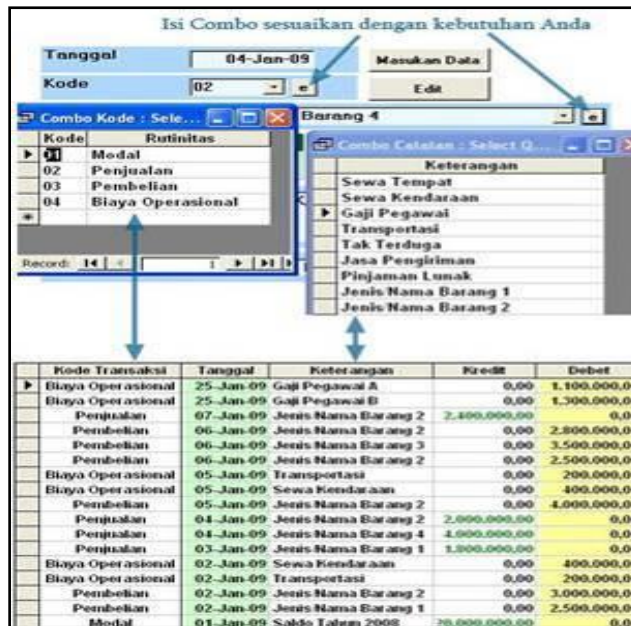 Isi Combo sesuaikan dengan kebutuhan Anda
Tanggal 04-Jan-09 Masukan Data
Kode 02 e Edit
Combo Kode : Sele... Barang 4 e
Kode Rutinitas
01 Modal
02 Penjualan
03 Pembelian
04 Biaya Operasional
Record: 1
Combo Catatan : Select Q...
Keterangan
Sewa Tempat
Sewa Kendaraan
Gaji Pegawai
Transportasi
Tak Terduga
Jasa Pengiriman
Pinjaman Lunak
Jenis/Nama Barang 1
Jenis/Nama Barang 2
Kode Transaksi Tanggal Keterangan Kredit Debet
Biaya Operasional 25-Jan-09 Gaji Pegawai A 0,00 1.100.000,0
Biaya Operasional 25-Jan-09 Gaji Pegawai B 0,00 1.300.000,0
Penjualan 07-Jan-09 Jenis/Nama Barang 2 2.400.000,00 0,0
Pembelian 06-Jan-09 Jenis/Nama Barang 2 0,00 2.800.000,0
Pembelian 06-Jan-09 Jenis/Nama Barang 3 0,00 3.500.000,0
Pembelian 06-Jan-09 Jenis/Nama Barang 2 0,00 2.500.000,0
Biaya Operasional 05-Jan-09 Transportasi 0,00 200.000,0
Biaya Operasional 05-Jan-09 Sewa Kendaraan 0,00 400.000,0
Pembelian 05-Jan-09 Jenis/Nama Barang 2 0,00 4.000.000,0
Penjualan 04-Jan-09 Jenis/Nama Barang 2 2.000.000,00 0,0
Penjualan 04-Jan-09 Jenis/Nama Barang 4 4.000.000,00 0,0
Penjualan 03-Jan-09 Jenis/Nama Barang 1 1.800.000,00 0,0
Biaya Operasional 02-Jan-09 Sewa Kendaraan 0,00 400.000,0
Biaya Operasional 02-Jan-09 Transportasi 0,00 200.000,0
Pembelian 02-Jan-09 Jenis/Nama Barang 2 0,00 3.000.000,0
Pembelian 02-Jan-09 Jenis/Nama Barang 1 0,00 2.500.000,0
Modal 01-Jan-09 Saldo Tahun 2008 0,0